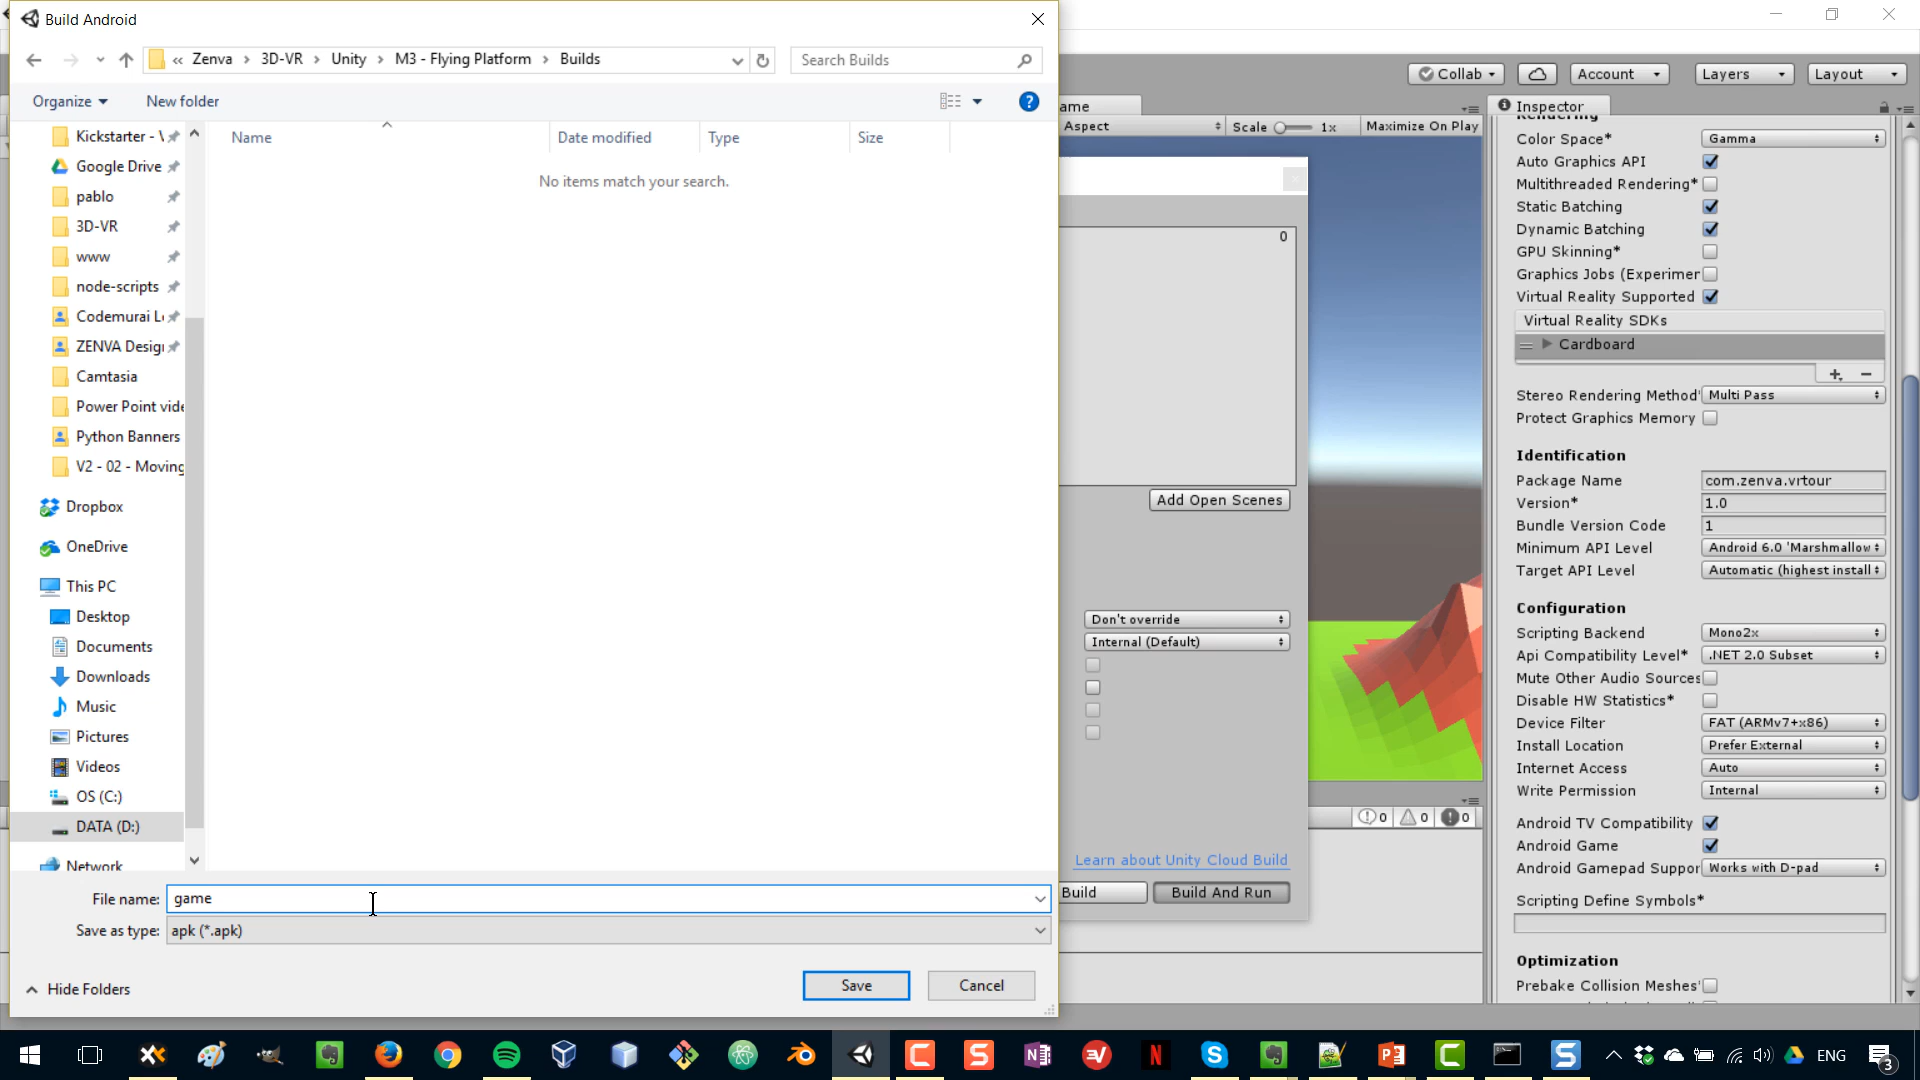 Build Android
« Zenva > 3D-VR > Unity > M3 - Flying Platform > Builds
Search Builds
Organize
New folder
Name
Date modified
Type
Size
No items match your search.
Kickstarter - V
Google Drive
pablo
3D-VR
www
node-scripts
Codemurai L
ZENVA Desig
Camtasia
Power Point vide
Python Banners
V2 - 02 - Moving
Dropbox
OneDrive
This PC
Desktop
Documents
Downloads
Music
Pictures
Videos
OS (C:)
DATA (D:)
Network
File name: game
Save as type: apk (*.apk)
Hide Folders
Save
Cancel
Collab
Account
Layers
Layout
ame
Aspect
Scale 1x
Maximize On Play
0
Add Open Scenes
Don't override
Internal (Default)
Learn about Unity Cloud Build
Build
Build And Run
0 0 0
Inspector
Rendering
Color Space* Gamma
Auto Graphics API
Multithreaded Rendering*
Static Batching
Dynamic Batching
GPU Skinning*
Graphics Jobs (Experimer
Virtual Reality Supported
Virtual Reality SDKs
Cardboard
Stereo Rendering Method* Multi Pass
Protect Graphics Memory
Identification
Package Name com.zenva.vrtour
Version* 1.0
Bundle Version Code 1
Minimum API Level Android 6.0 'Marshmallow
Target API Level Automatic (highest install
Configuration
Scripting Backend Mono2x
Api Compatibility Level* .NET 2.0 Subset
Mute Other Audio Sources
Disable HW Statistics*
Device Filter FAT (ARMv7+x86)
Install Location Prefer External
Internet Access Auto
Write Permission Internal
Android TV Compatibility
Android Game
Android Gamepad Suppor Works with D-pad
Scripting Define Symbols*
Optimization
Prebake Collision Meshes*
ENG
3